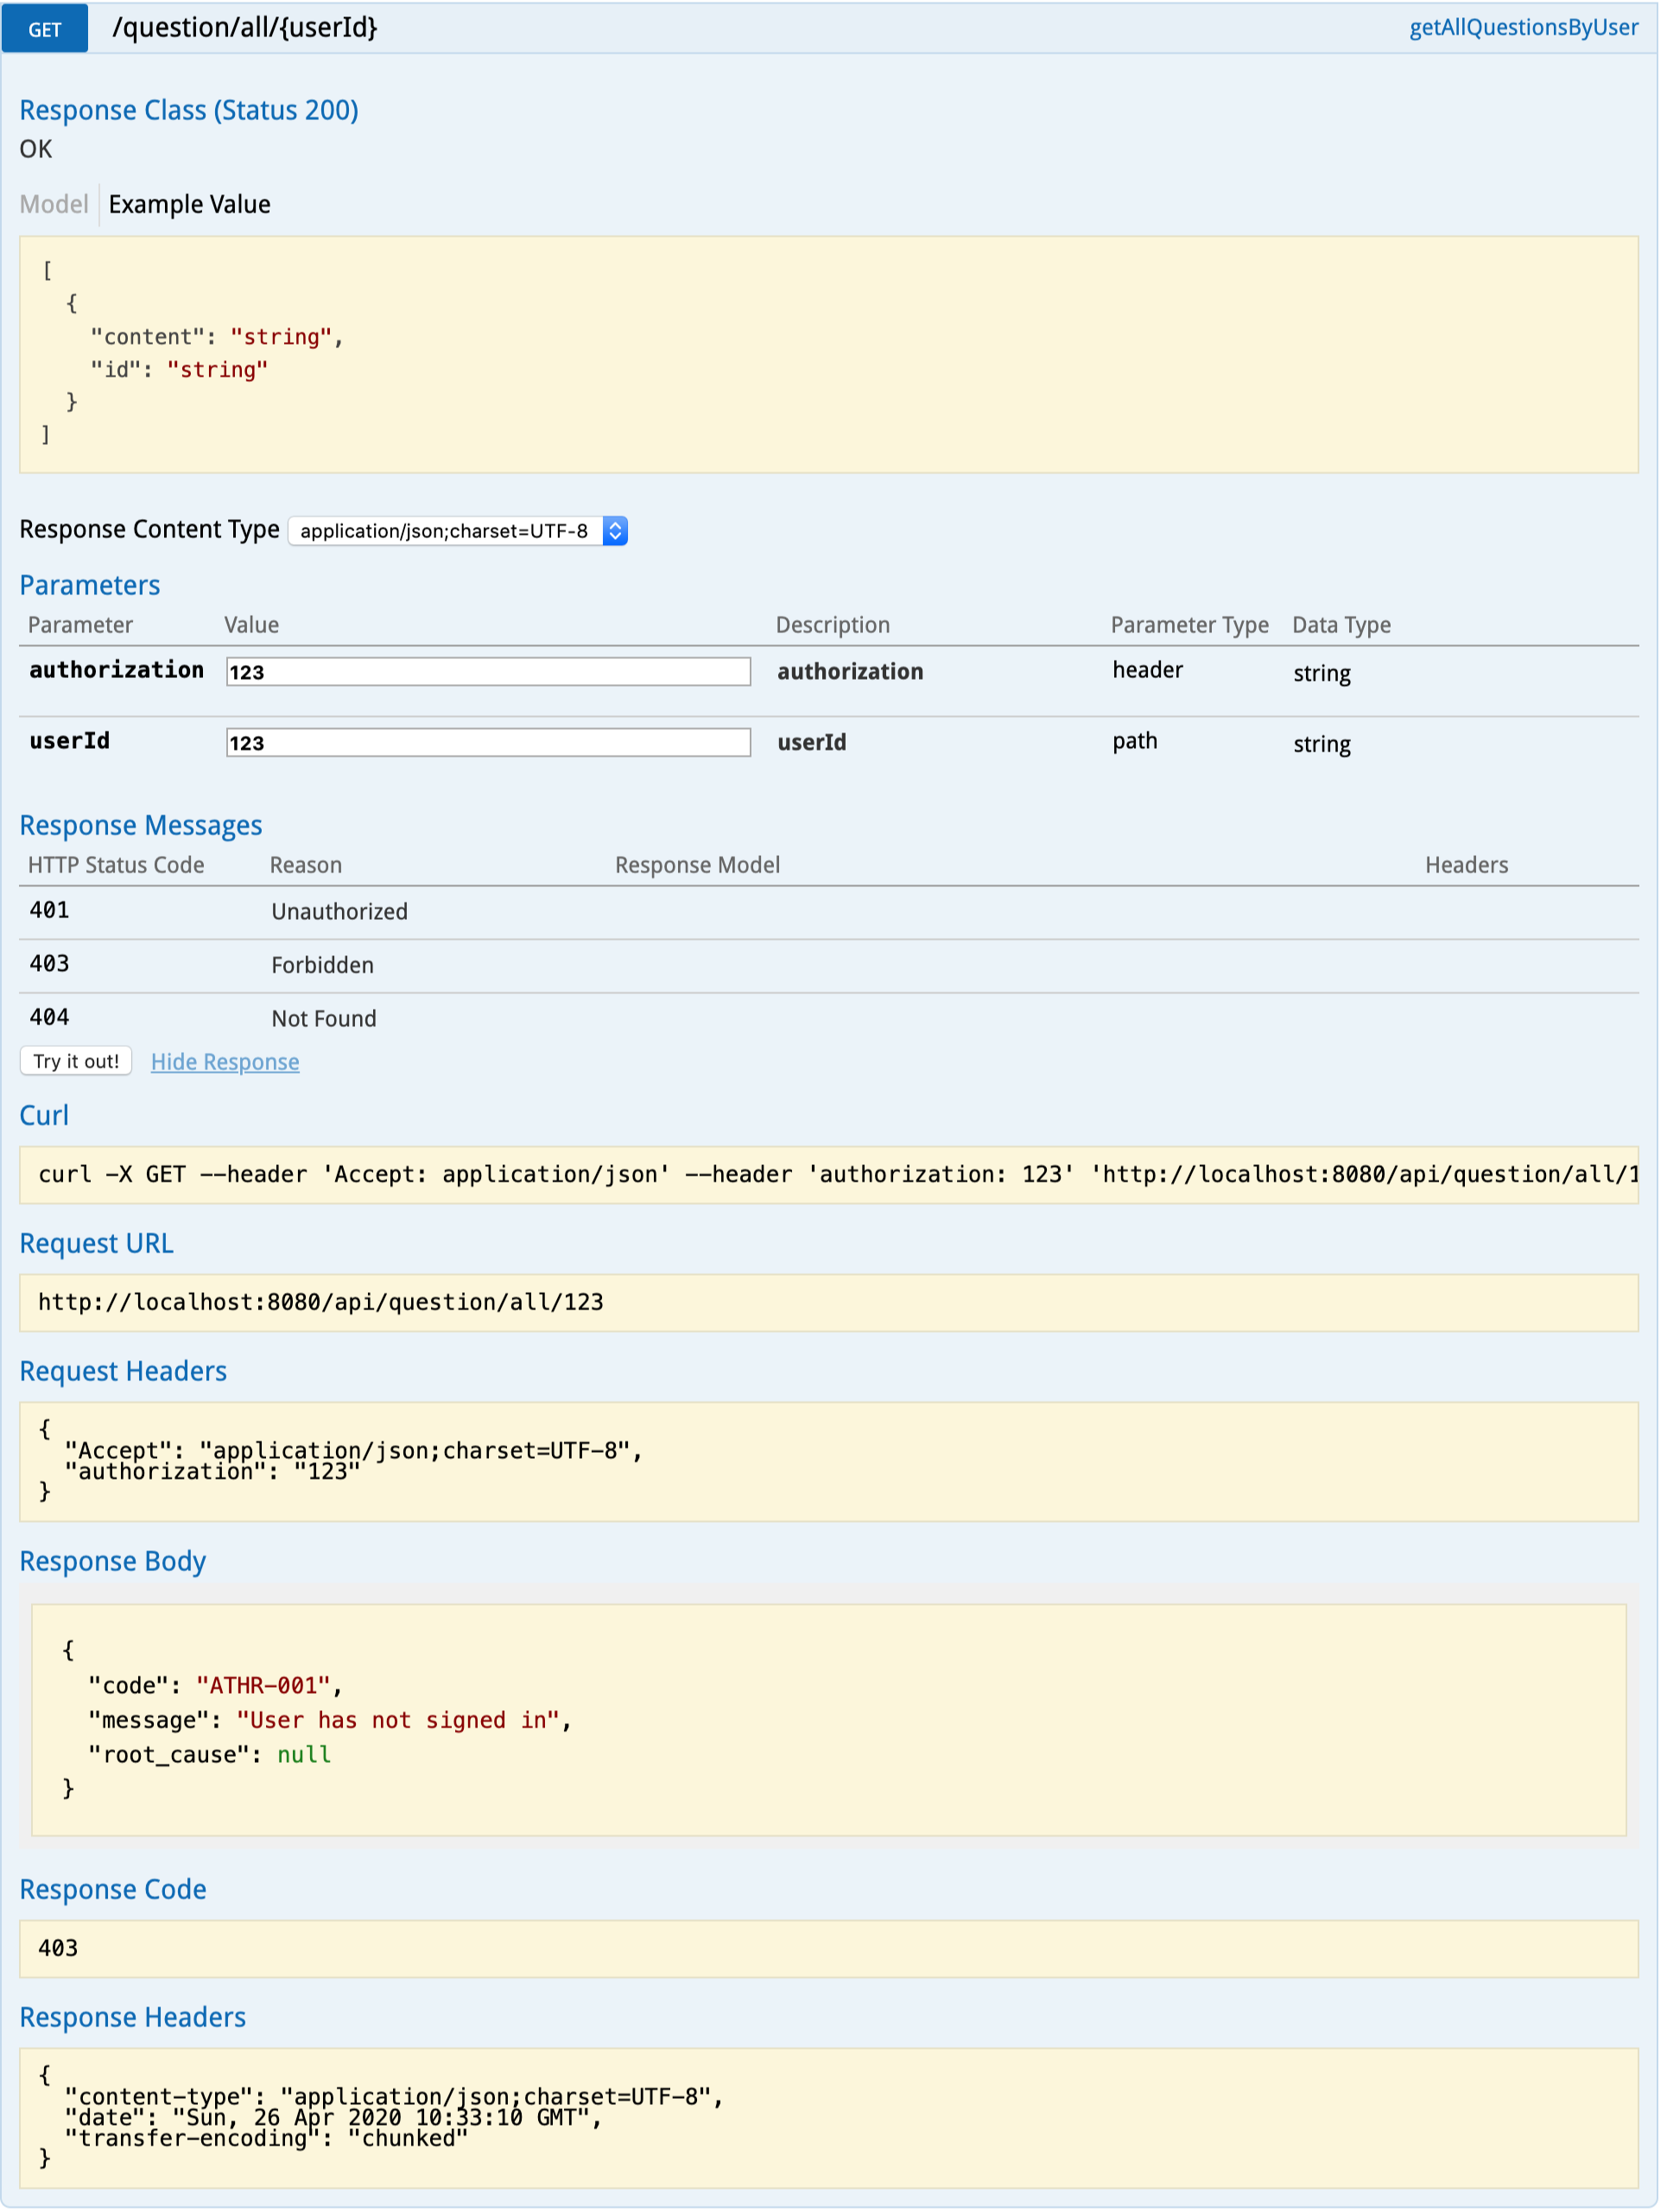 GET /question/all/{userId} getAllQuestionsByUser
Response Class (Status 200)
OK
Model Example Value
[
{
"content": "string",
"id": "string"
}
]
Response Content Type application/json;charset=UTF-8
Parameters
Parameter Value Description Parameter Type Data Type
authorization 123 authorization header string
userId 123 userId path string
Response Messages
HTTP Status Code Reason Response Model Headers
401 Unauthorized
403 Forbidden
404 Not Found
Try it out! Hide Response
Curl
curl -X GET --header 'Accept: application/json' --header 'authorization: 123' 'http://localhost:8080/api/question/all/1
Request URL
http://localhost:8080/api/question/all/123
Request Headers
{
"Accept": "application/json;charset=UTF-8",
"authorization": "123"
}
Response Body
{
"code": "ATHR-001",
"message": "User has not signed in",
"root_cause": null
}
Response Code
403
Response Headers
{
"content-type": "application/json;charset=UTF-8",
"date": "Sun, 26 Apr 2020 10:33:10 GMT",
"transfer-encoding": "chunked"
}